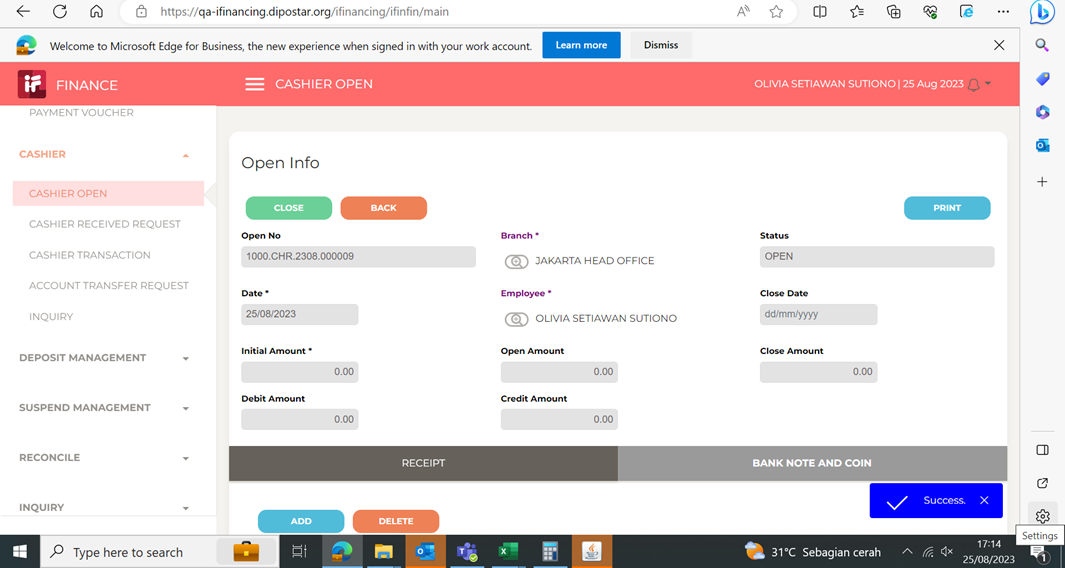 https://qa-ifinancing.dipostar.org/ifinancing/ifinfin/main
Welcome to Microsoft Edge for Business, the new experience when signed in with your work account.
Learn more
Dismiss
iF FINANCE
CASHIER OPEN
OLIVIA SETIAWAN SUTIONO | 25 Aug 2023
PAYMENT VOUCHER
CASHIER
CASHIER OPEN
CASHIER RECEIVED REQUEST
CASHIER TRANSACTION
ACCOUNT TRANSFER REQUEST
INQUIRY
DEPOSIT MANAGEMENT
SUSPEND MANAGEMENT
RECONCILE
INQUIRY
Open Info
CLOSE
BACK
PRINT
Open No
1000.CHR.2308.000009
Branch *
JAKARTA HEAD OFFICE
Status
OPEN
Date *
25/08/2023
Employee *
OLIVIA SETIAWAN SUTIONO
Close Date
dd/mm/yyyy
Initial Amount *
0.00
Open Amount
0.00
Close Amount
0.00
Debit Amount
0.00
Credit Amount
0.00
RECEIPT
BANK NOTE AND COIN
Success.
ADD
DELETE
Settings
Type here to search
31°C Sebagian cerah
17:14
25/08/2023
1